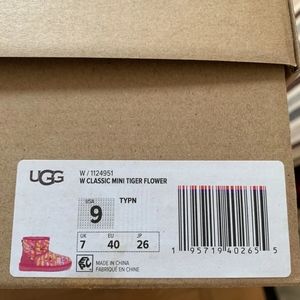 UGG
W / 1124951
W CLASSIC MINI TIGER FLOWER
USA
9
TYPN
UK
7
EU
40
JP
26
MADE IN CHINA
FABRIQUÉ EN CHINE
1 95719 40265 5